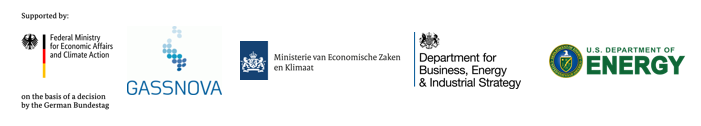 Supported by:
Federal Ministry
for Economic Affairs
and Climate Action
on the basis of a decision
by the German Bundestag
GASSNOVA
Ministerie van Economische Zaken
en Klimaat
Department for
Business, Energy
& Industrial Strategy
U.S. DEPARTMENT OF
ENERGY